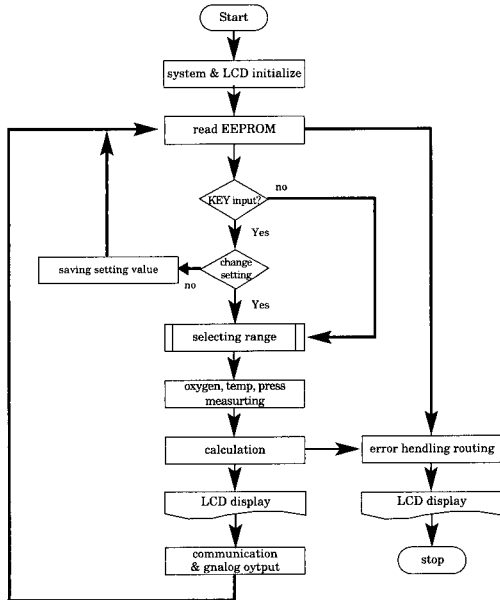 Start
system & LCD initialize
read EEPROM
KEY input?
no
Yes
change
setting
saving setting value
no
Yes
selecting range
oxygen, temp, press
measurting
calculation
error hendling routing
LCD display
LCD display
communication
& gnalog oytput
stop